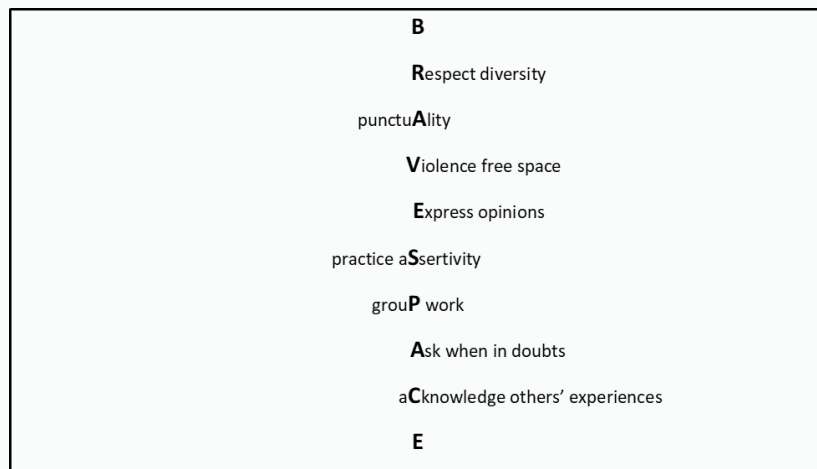 B
Respect diversity
punctuAlity
Violence free space
Express opinions
practice aSsertivity
grouP work
Ask when in doubts
aCknowledge others’ experiences
E